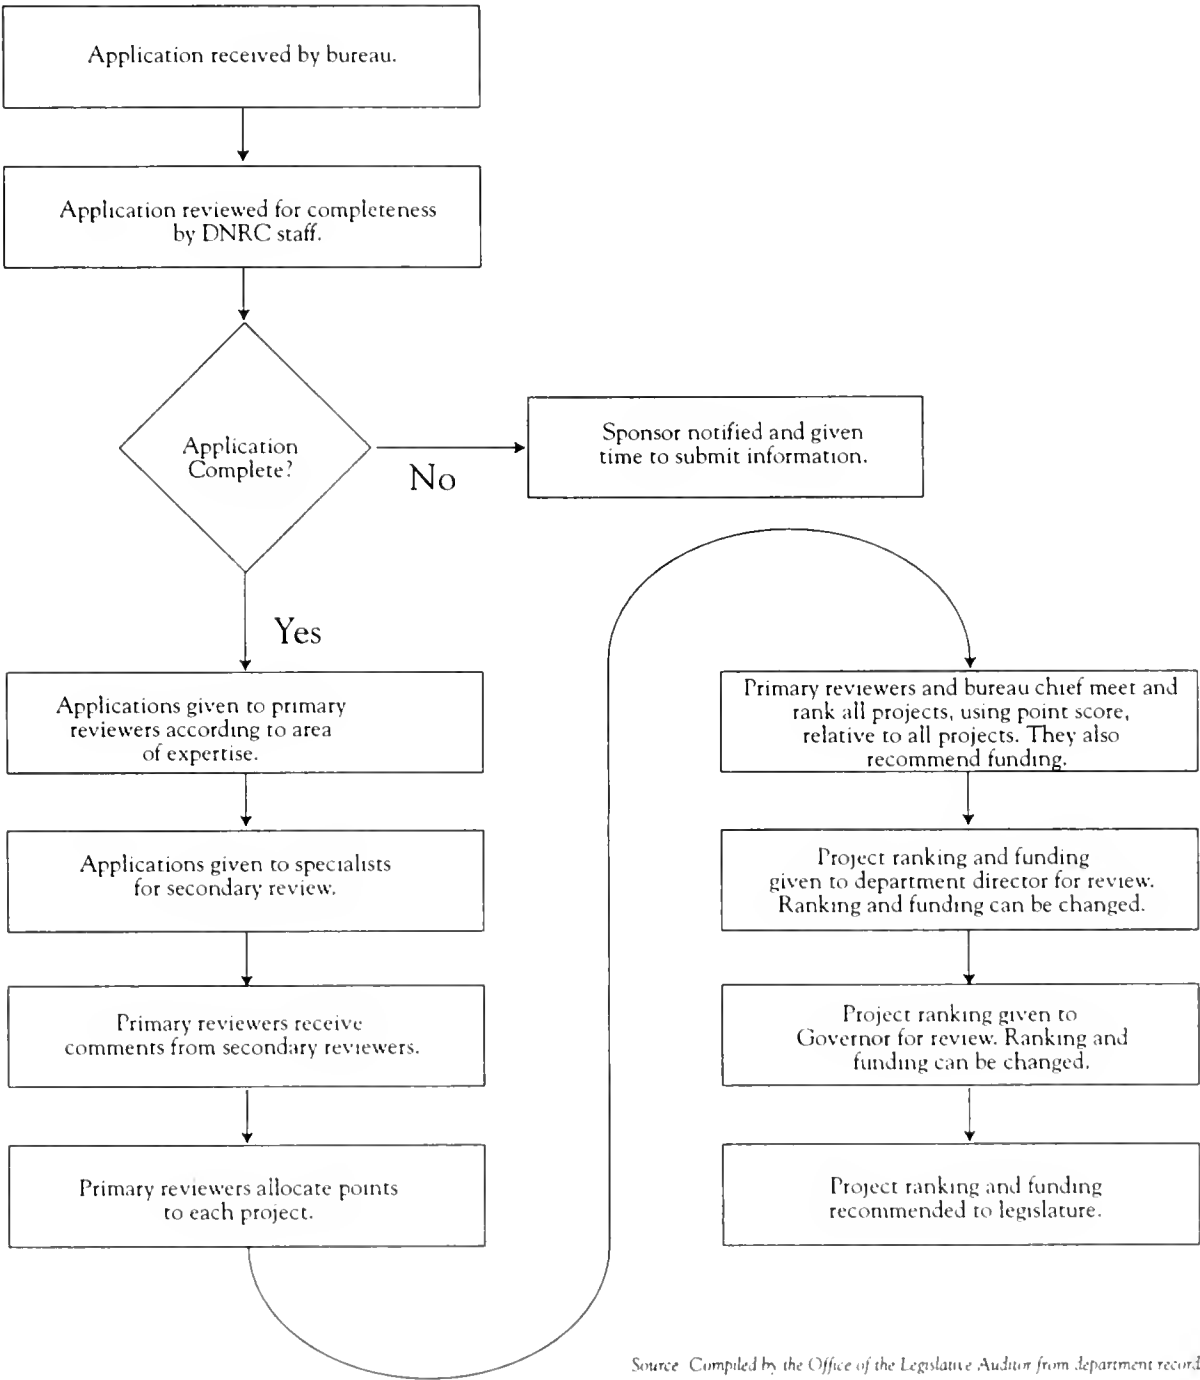 Application received by bureau.
Application reviewed for completeness
by DNRC staff.
Application
Complete?
No
Sponsor notified and given
time to submit information.
Yes
Applications given to primary
reviewers according to area
of expertise.
Applications given to specialists
for secondary review.
Primary reviewers receive
comments from secondary reviewers.
Primary reviewers allocate points
to each project.
Primary reviewers and bureau chief meet and
rank all projects, using point score,
relative to all projects. They also
recommend funding.
Project ranking and funding
given to department director for review.
Ranking and funding can be changed.
Project ranking given to
Governor for review. Ranking and
funding can be changed.
Project ranking and funding
recommended to legislature.
Source Compiled by the Office of the Legislative Auditor from department record